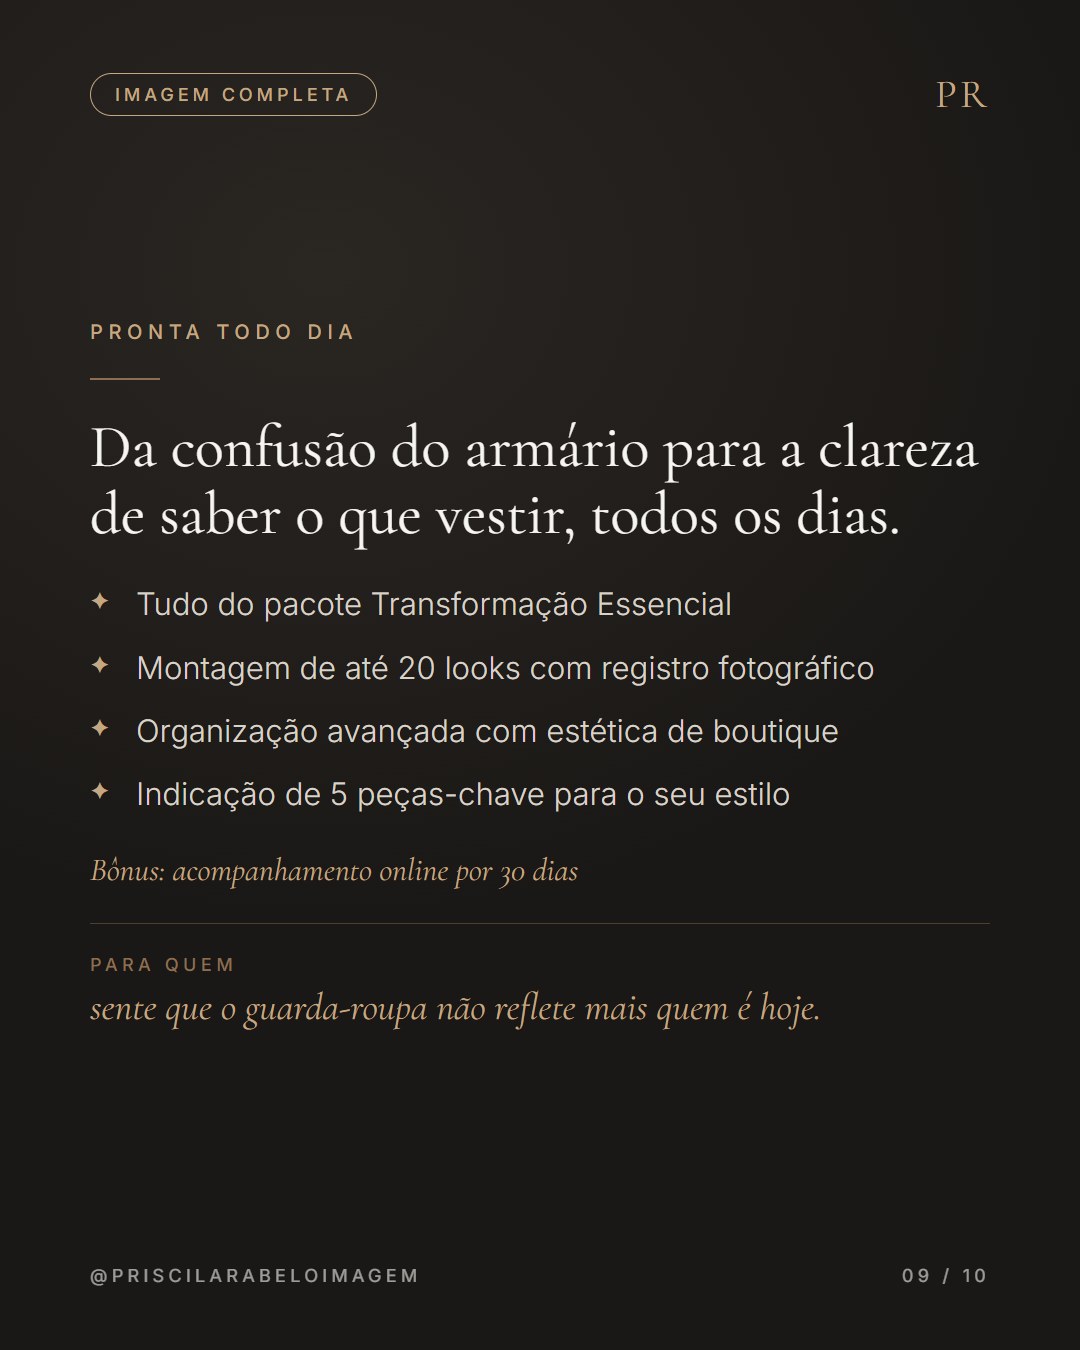 IMAGEM COMPLETA
PR
PRONTA TODO DIA
Da confusão do armário para a clareza
de saber o que vestir, todos os dias.
✦ Tudo do pacote Transformação Essencial
✦ Montagem de até 20 looks com registro fotográfico
✦ Organização avançada com estética de boutique
✦ Indicação de 5 peças-chave para o seu estilo
Bônus: acompanhamento online por 30 dias
PARA QUEM
sente que o guarda-roupa não reflete mais quem é hoje.
@PRISCILARABELOIMAGEM
09 / 10